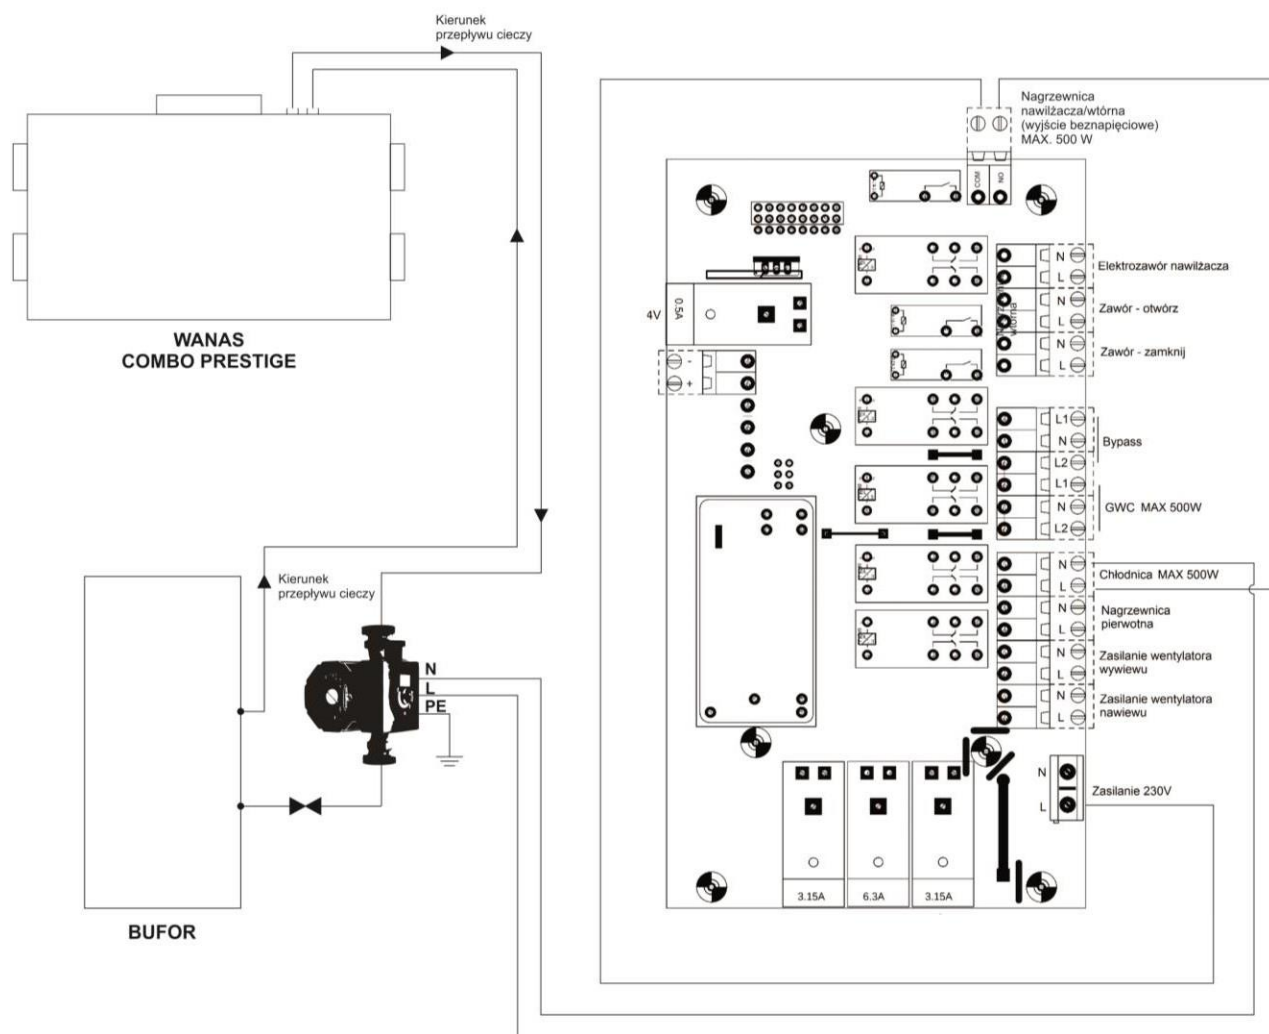 Kierunek
przepływu cieczy
WANAS
COMBO PRESTIGE
Kierunek
przepływu cieczy
N
L
PE
BUFOR
Nagrzewnica
nawilżacza/wtórna
(wyjście beznapięciowe)
MAX. 500 W
COM
NO
4V
0.5A
-
+
N
L
Elektrozawór nawilżacza
N
L
Zawór - otwórz
wtórna
N
L
Zawór - zamknij
L1
N
L2
Bypass
L1
N
L2
GWC MAX 500W
N
L
Chłodnica MAX 500W
N
L
Nagrzewnica
pierwotna
N
L
Zasilanie wentylatora
wywiewu
N
L
Zasilanie wentylatora
nawiewu
N
L
Zasilanie 230V
3.15A
6.3A
3.15A